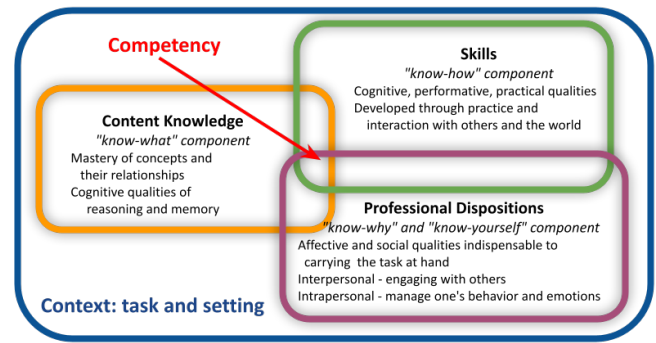 Competency
Skills
"know-how" component
Cognitive, performative, practical qualities
Developed through practice and
interaction with others and the world
Content Knowledge
"know-what" component
Mastery of concepts and
their relationships
Cognitive qualities of
reasoning and memory
Professional Dispositions
"know-why" and "know-yourself" component
Affective and social qualities indispensable to
carrying the task at hand
Interpersonal - engaging with others
Intrapersonal - manage one's behavior and emotions
Context: task and setting